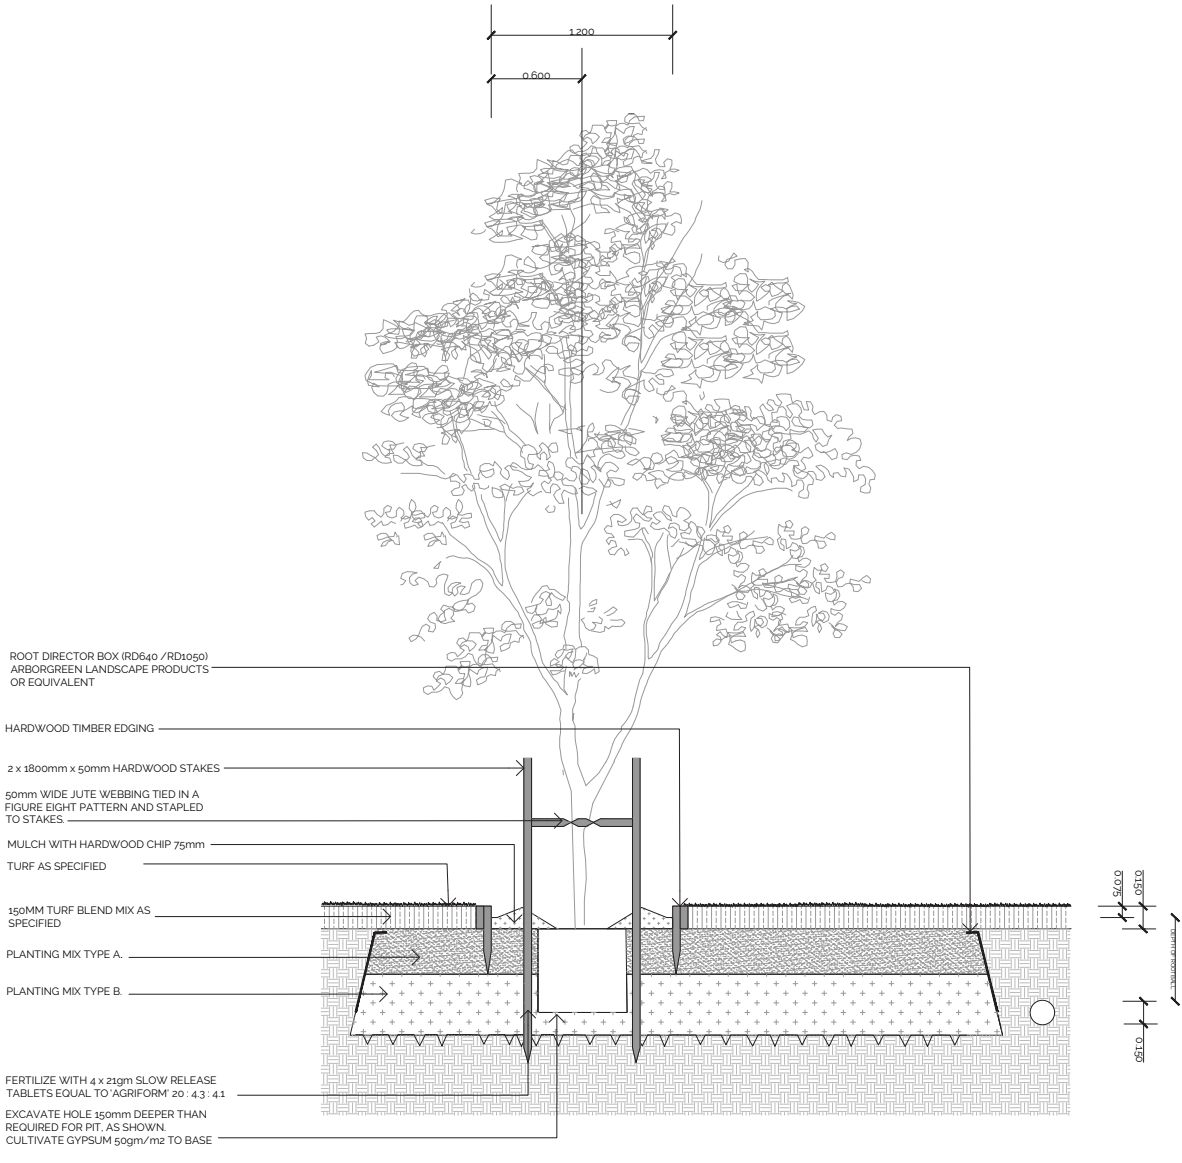 1.200
0.600
ROOT DIRECTOR BOX (RD640 /RD1050)
ARBORGREEN LANDSCAPE PRODUCTS
OR EQUIVALENT
HARDWOOD TIMBER EDGING
2 x 1800mm x 50mm HARDWOOD STAKES
50mm WIDE JUTE WEBBING TIED IN A
FIGURE EIGHT PATTERN AND STAPLED
TO STAKES.
MULCH WITH HARDWOOD CHIP 75mm
TURF AS SPECIFIED
150MM TURF BLEND MIX AS
SPECIFIED
PLANTING MIX TYPE A.
PLANTING MIX TYPE B.
FERTILIZE WITH 4 x 21gm SLOW RELEASE
TABLETS EQUAL TO 'AGRIFORM' 20 : 4.3 : 4.1
EXCAVATE HOLE 150mm DEEPER THAN
REQUIRED FOR PIT, AS SHOWN.
CULTIVATE GYPSUM 50gm/m2 TO BASE
0.075
0.150
DEPTH OF ROOTBALL
0.150